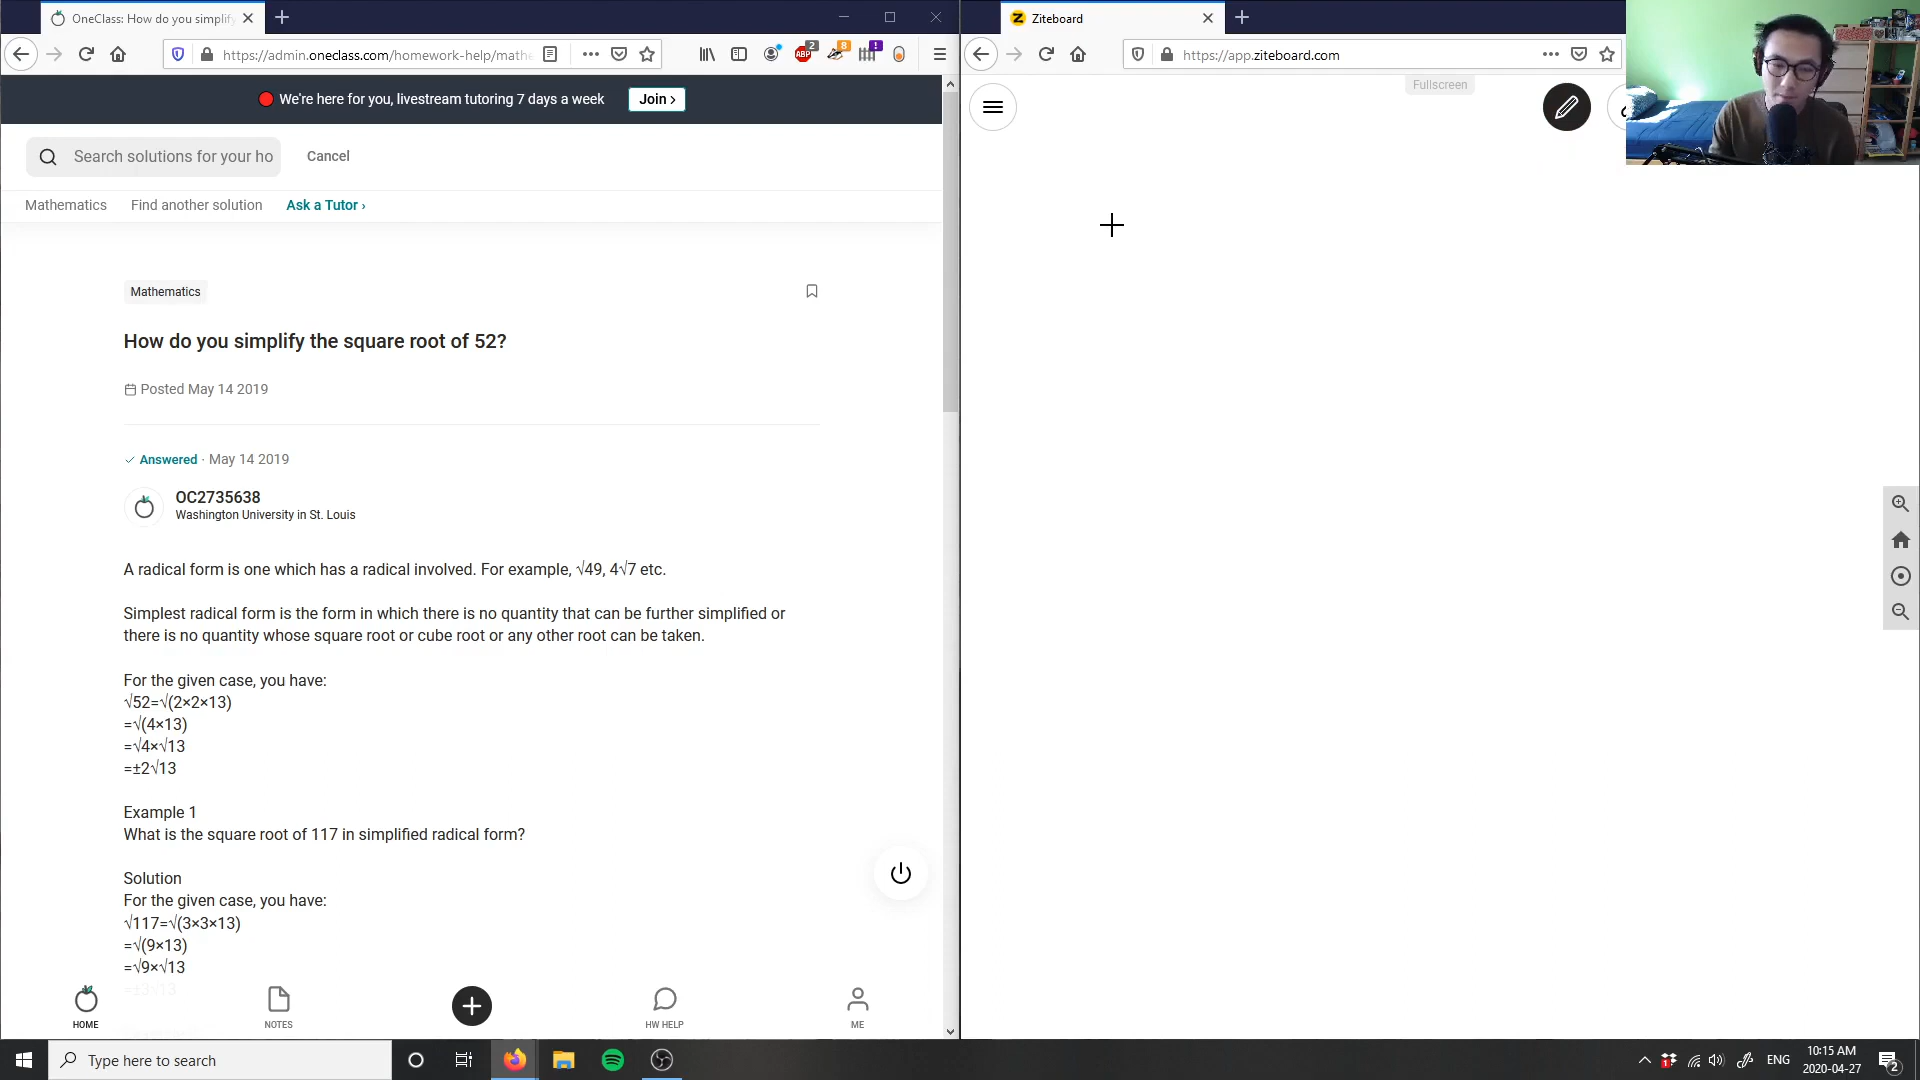 OneClass: How do you simplify
https://admin.oneclass.com/homework-help/mathe
ABP
2
8
!
We're here for you, livestream tutoring 7 days a week
Join ›
Search solutions for your ho
Cancel
Mathematics
Find another solution
Ask a Tutor ›
Mathematics
How do you simplify the square root of 52?
Posted May 14 2019
Answered · May 14 2019
OC2735638
Washington University in St. Louis
A radical form is one which has a radical involved. For example, √49, 4√7 etc.
Simplest radical form is the form in which there is no quantity that can be further simplified or
there is no quantity whose square root or cube root or any other root can be taken.
For the given case, you have:
√52=√(2×2×13)
=√(4×13)
=√4×√13
=±2√13
Example 1
What is the square root of 117 in simplified radical form?
Solution
For the given case, you have:
√117=√(3×3×13)
=√(9×13)
=√9×√13
=±3√13
HOME
NOTES
HW HELP
ME
Z Ziteboard
https://app.ziteboard.com
Fullscreen
Type here to search
1
ENG
10:15 AM
2020-04-27
2